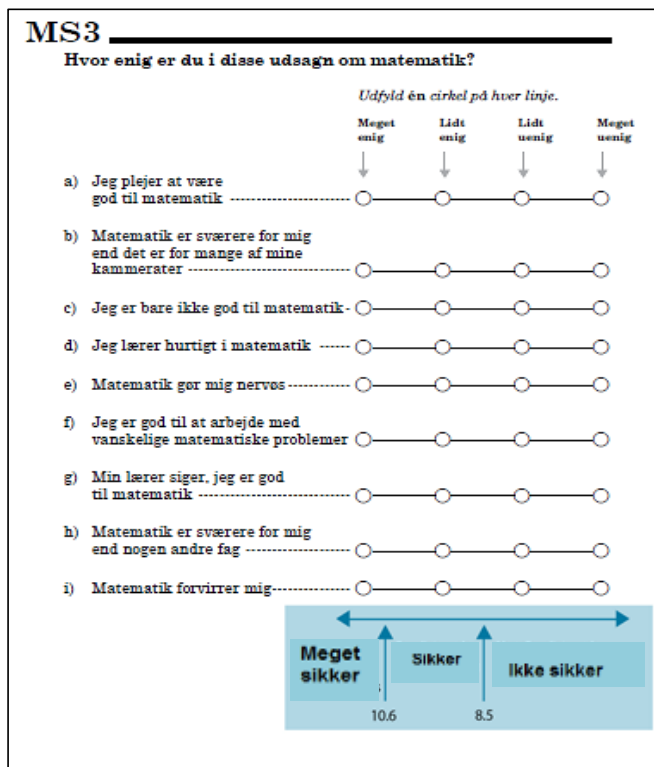 MS3
Hvor enig er du i disse udsagn om matematik?
Udfyld én cirkel på hver linje.
Meget enig
Lidt enig
Lidt uenig
Meget uenig
a) Jeg plejer at være
god til matematik
b) Matematik er sværere for mig
end det er for mange af mine
kammerater
c) Jeg er bare ikke god til matematik
d) Jeg lærer hurtigt i matematik
e) Matematik gør mig nervøs
f) Jeg er god til at arbejde med
vanskelige matematiske problemer
g) Min lærer siger, jeg er god
til matematik
h) Matematik er sværere for mig
end nogen andre fag
i) Matematik forvirrer mig
Meget
sikker
Sikker
Ikke sikker
10.6
8.5